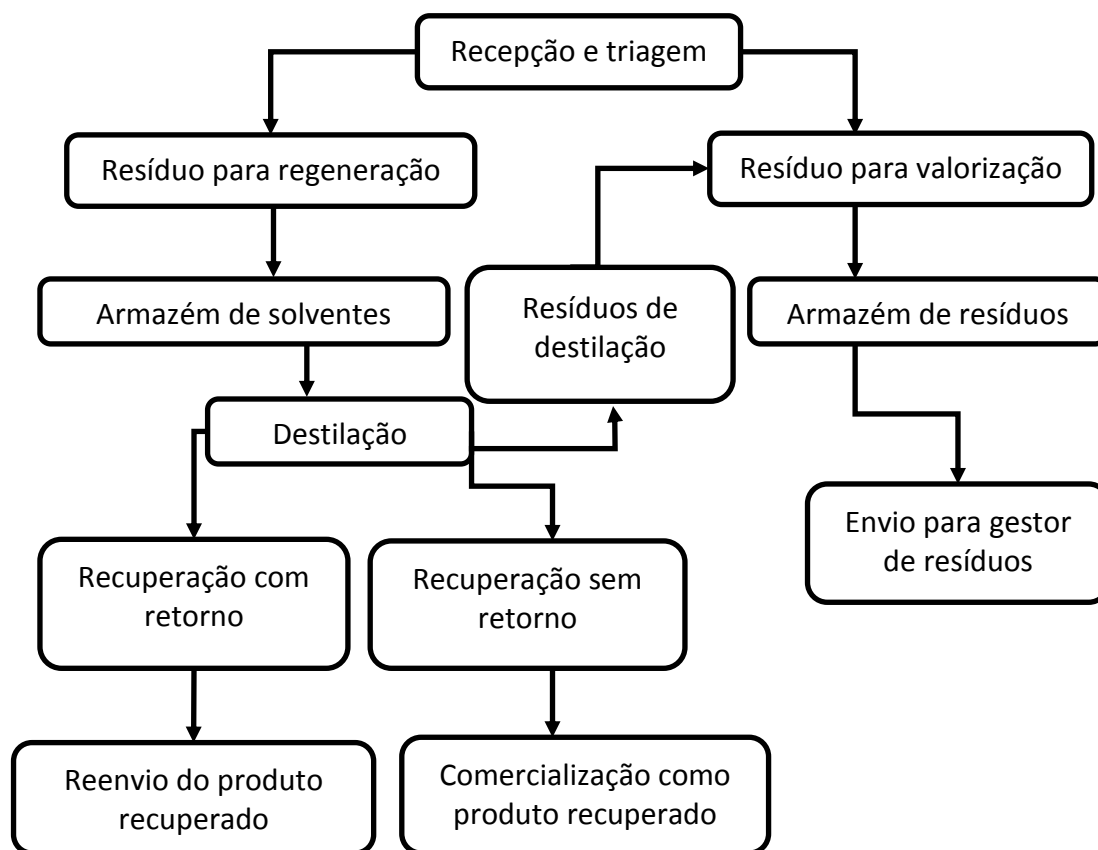 Recepção e triagem
Resíduo para regeneração
Resíduo para valorização
Armazém de solventes
Resíduos de
destilação
Armazém de resíduos
Destilação
Envio para gestor
de resíduos
Recuperação com
retorno
Recuperação sem
retorno
Reenvio do produto
recuperado
Comercialização como
produto recuperado